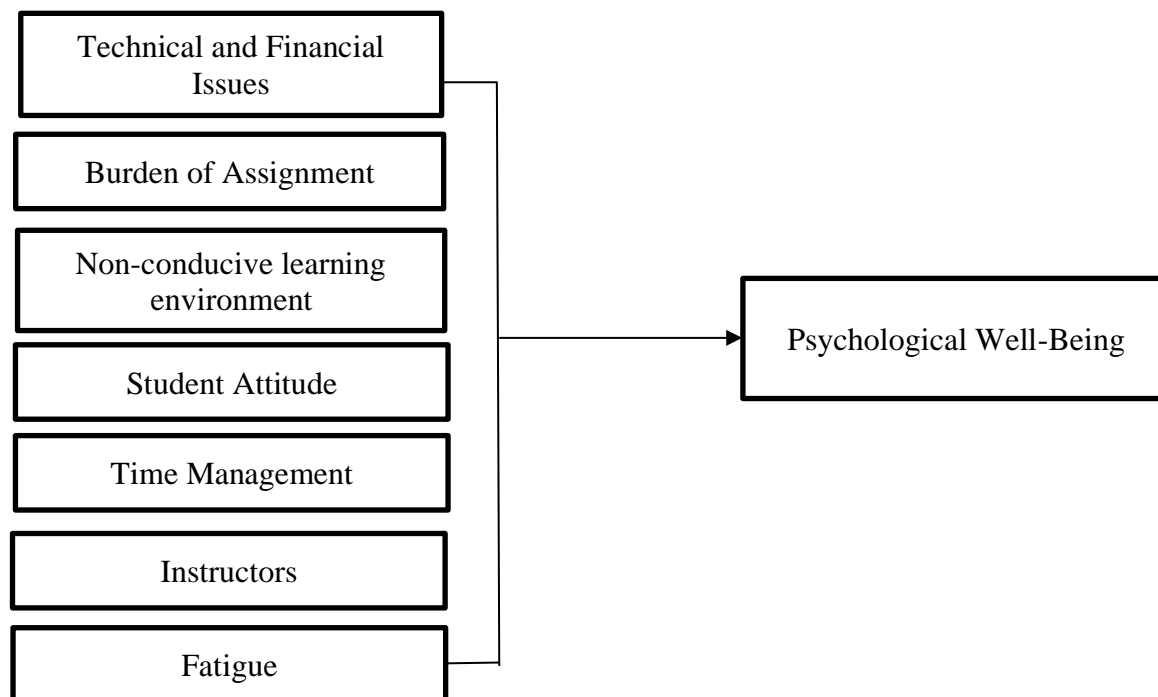 Technical and Financial
Issues
Burden of Assignment
Non-conducive learning
environment
Student Attitude
Time Management
Instructors
Fatigue
Psychological Well-Being